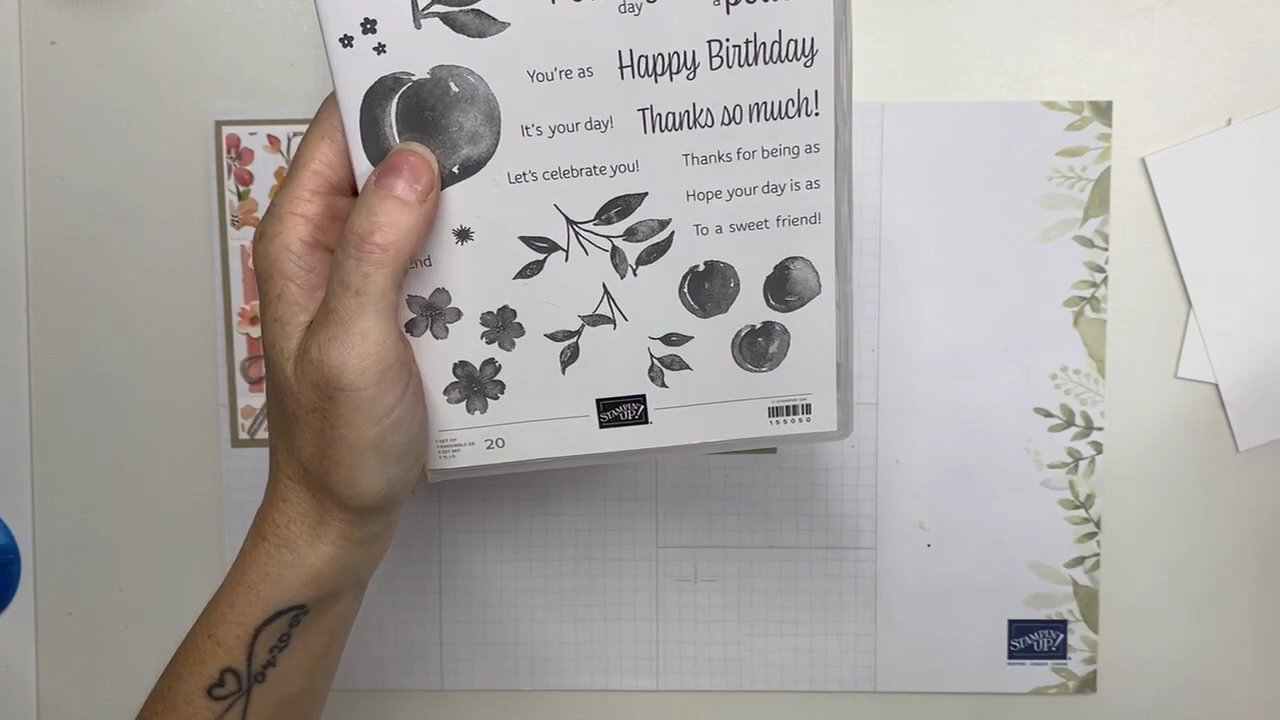 day
a
You're as Happy Birthday
It's your day! Thanks so much!
Let's celebrate you! Thanks for being as
Hope your day is as
To a sweet friend!
end
STAMPIN' UP!
20
155050
STAMPIN' UP!